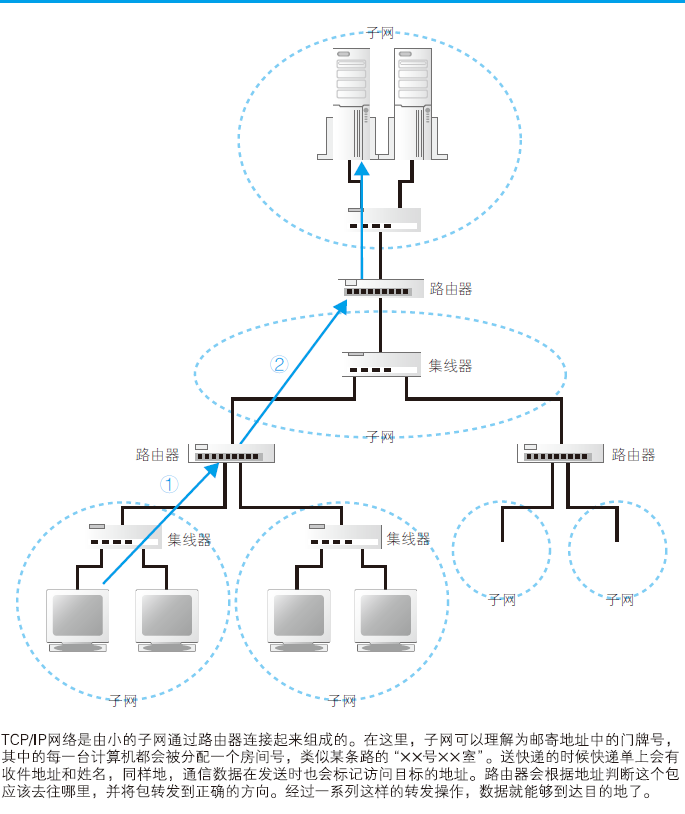 子网
路由器
②
集线器
子网
路由器
路由器
①
集线器
集线器
子网
子网
子网
子网
TCP/IP网络是由小的子网通过路由器连接起来组成的。在这里，子网可以理解为邮寄地址中的门牌号，
其中的每一台计算机都会被分配一个房间号，类似某条路的“××号××室”。送快递的时候快递单上会有
收件地址和姓名，同样地，通信数据在发送时也会标记访问目标的地址。路由器会根据地址判断这个包
应该去往哪里，并将包转发到正确的方向。经过一系列这样的转发操作，数据就能够到达目的地了。